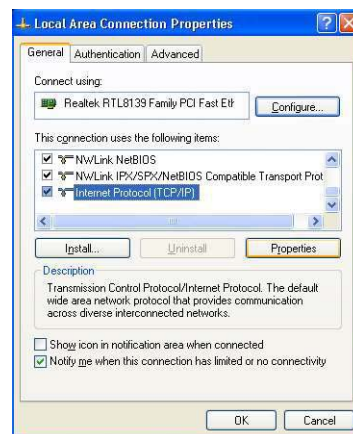 Local Area Connection Properties
General Authentication Advanced
Connect using:
Realtek RTL8139 Family PCI Fast Eth
Configure...
This connection uses the following items:
NWLink NetBIOS
NWLink IPX/SPX/NetBIOS Compatible Transport Prot
Internet Protocol (TCP/IP)
Install... Uninstall Properties
Description
Transmission Control Protocol/Internet Protocol. The default
wide area network protocol that provides communication
across diverse interconnected networks.
Show icon in notification area when connected
Notify me when this connection has limited or no connectivity
OK Cancel